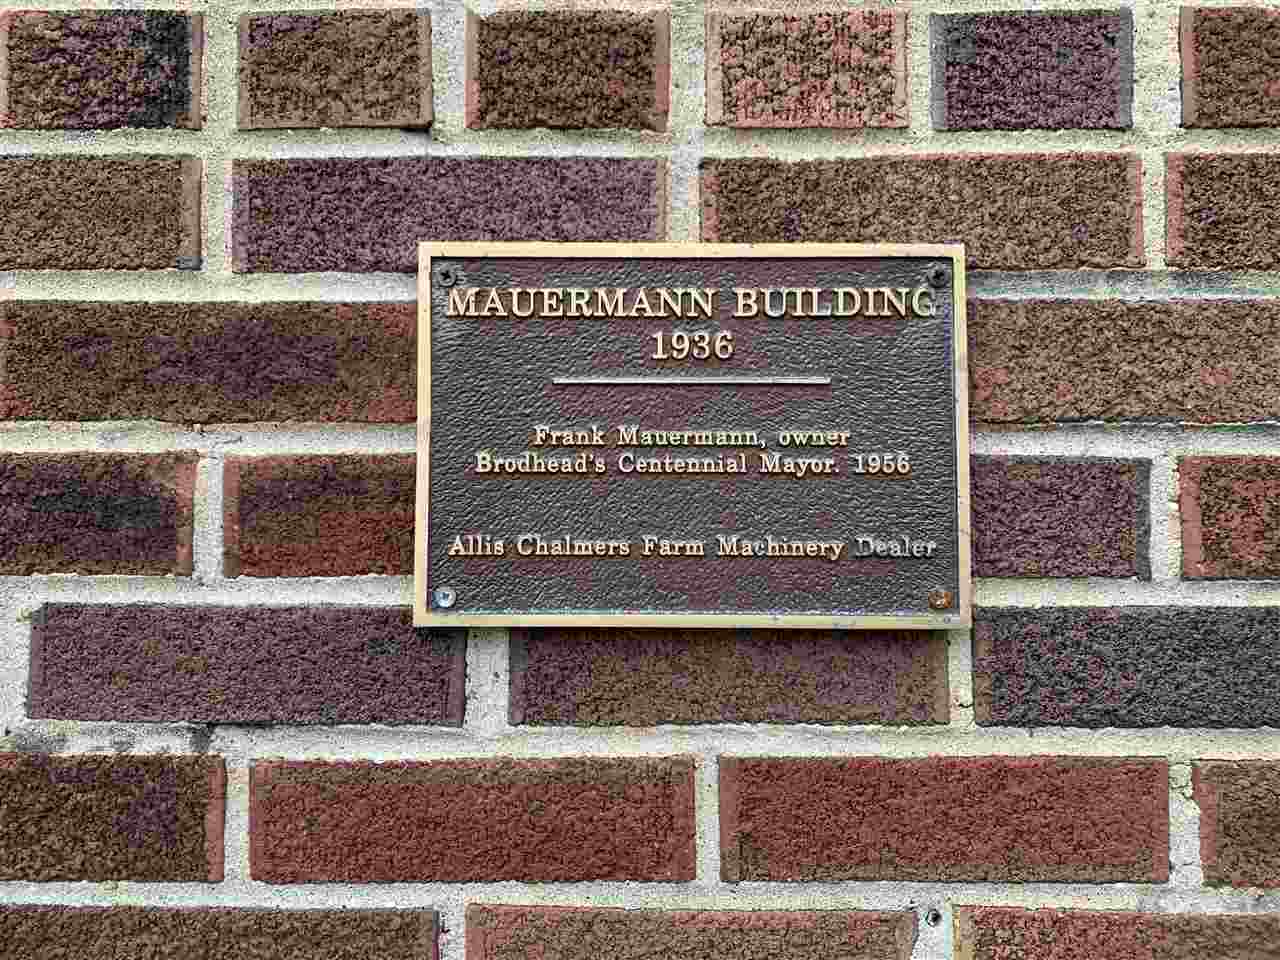 MAUERMANN BUILDING
1936
Frank Mauermann, owner
Brodhead's Centennial Mayor. 1956
Allis Chalmers Farm Machinery Dealer